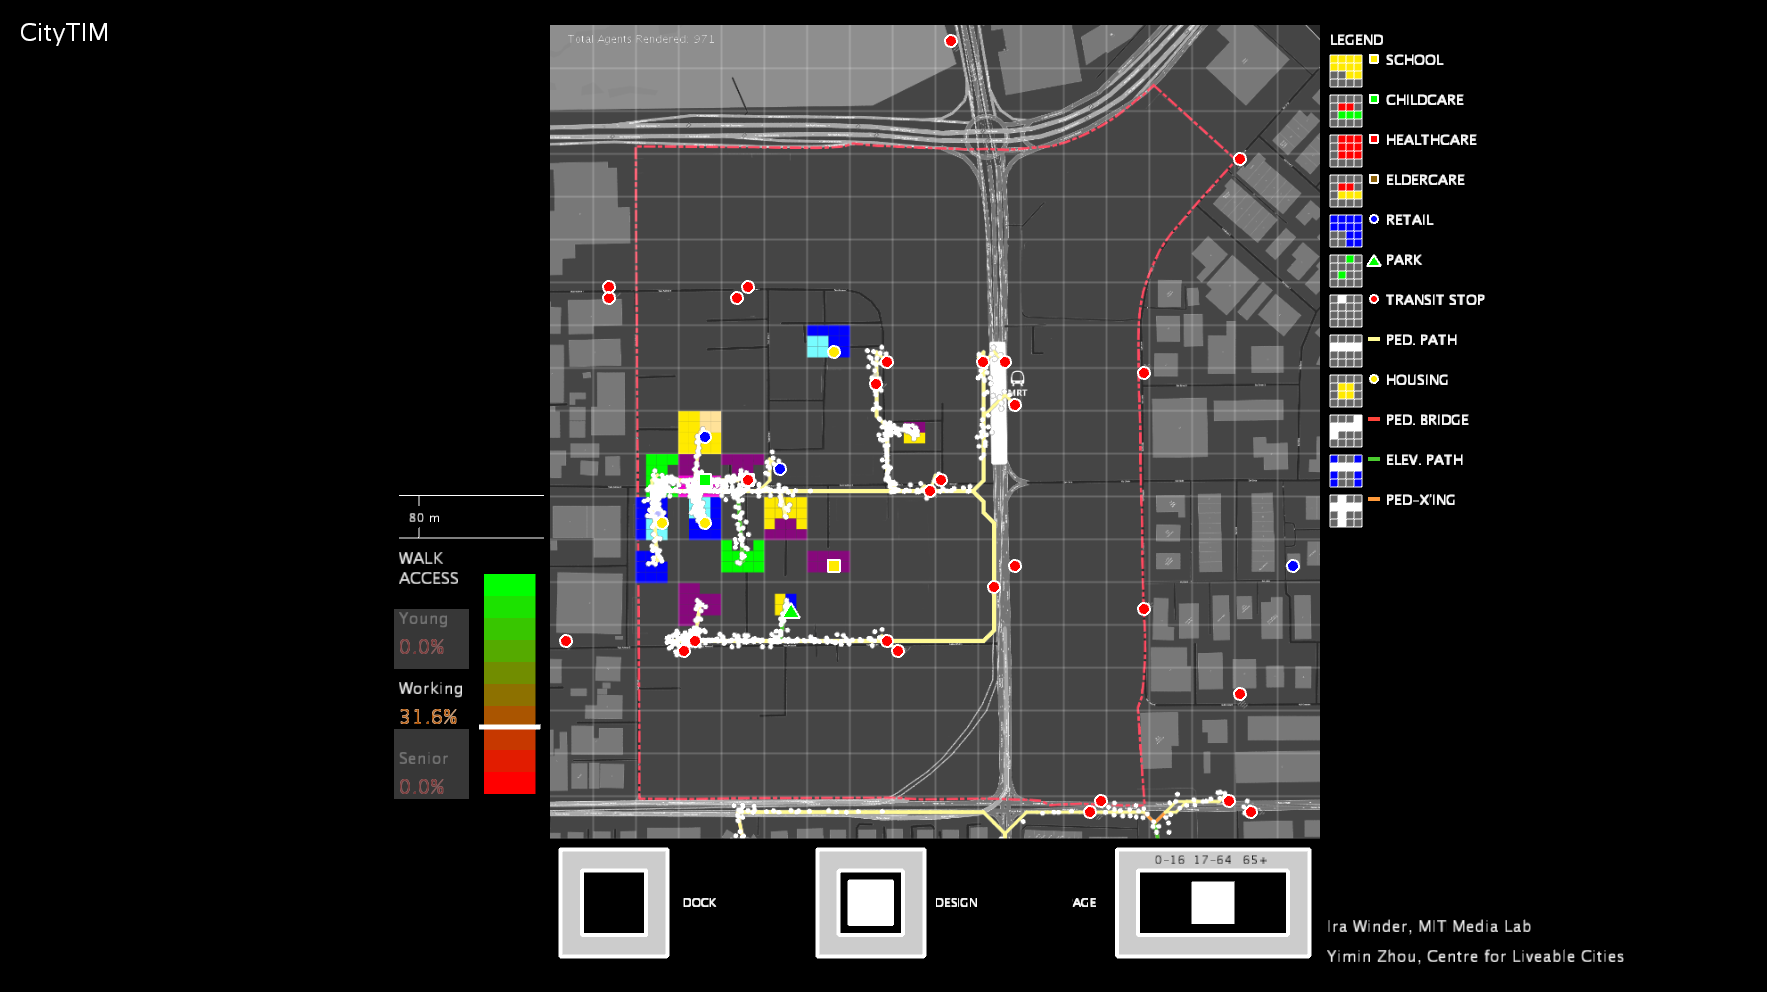 CityTIM
Total Agents Rendered: 971
LEGEND
SCHOOL
CHILDCARE
HEALTHCARE
ELDERCARE
RETAIL
PARK
TRANSIT STOP
PED. PATH
HOUSING
PED. BRIDGE
ELEV. PATH
PED-X'ING
MRT
80 m
WALK
ACCESS
Young
0.0%
Working
31.6%
Senior
0.0%
DOCK
DESIGN
AGE
0-16 17-64 65+
Ira Winder, MIT Media Lab
Yimin Zhou, Centre for Liveable Cities